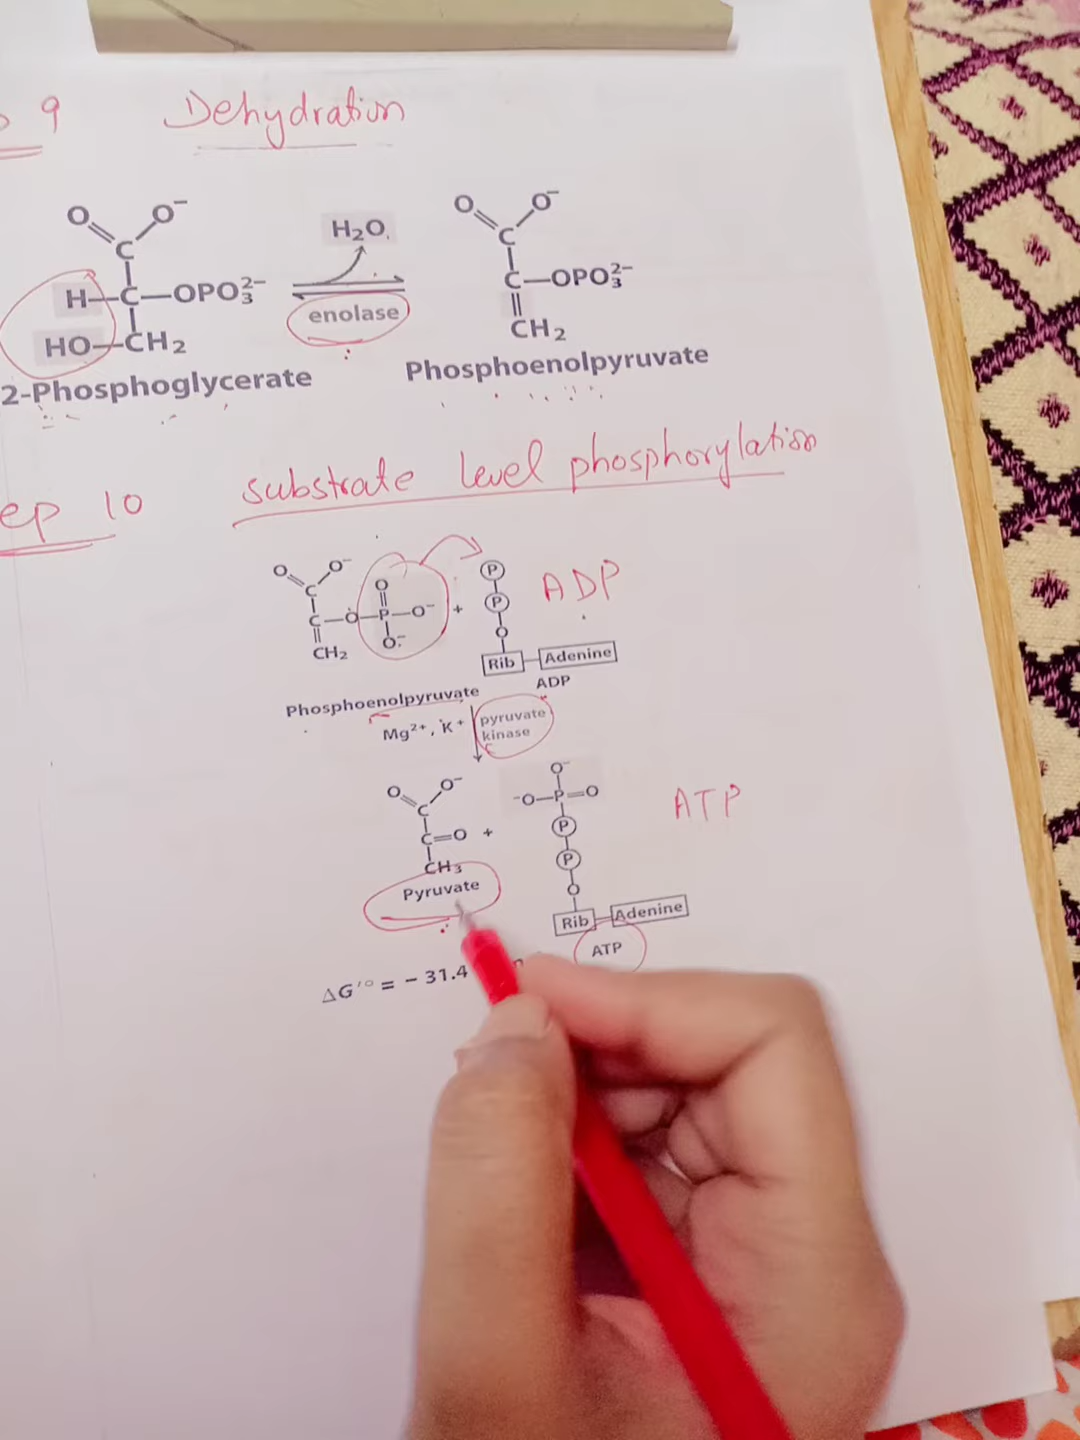 9 Dehydration
O O⁻ H₂O O O⁻
C C
H—C—OPO₃²⁻ C—OPO₃²⁻
enolase
HO—CH₂ CH₂
2-Phosphoglycerate Phosphoenolpyruvate
ep 10 substrate level phosphorylation
O O⁻ P ADP
C O P
C—O—P—O⁻ + O
CH₂ O⁻ Rib Adenine
Phosphoenolpyruvate ADP
Mg²⁺, K⁺ pyruvate
kinase
O O⁻ O⁻
C ⁻O—P=O ATP
C=O + P
CH₃ P
Pyruvate O
Rib Adenine
ATP
ΔG′° = − 31.4